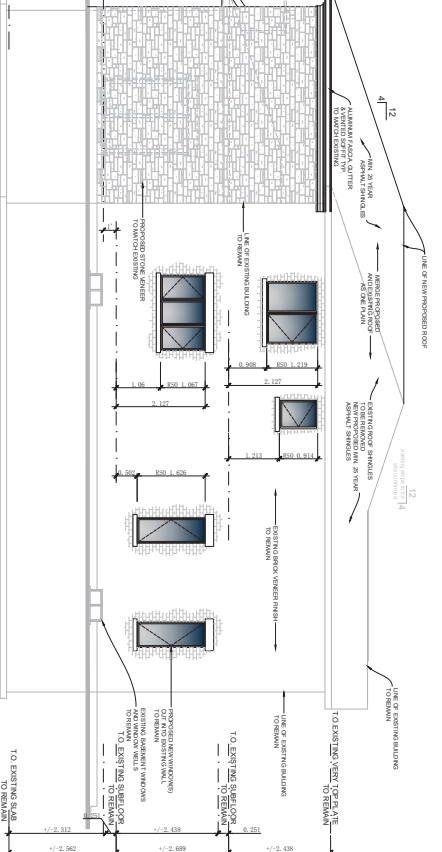 LINE OF NEW PROPOSED ROOF
12
4
MIN. 25 YEAR
ASPHALT SHINGLES
ALUMINUM FASCIA, GUTTER
& VENTED SOFFIT TYP.
TO MATCH EXISTING
MERGE PROPOSED
AND EXISTING ROOF
AS ONE PLAIN
EXISTING ROOF SHINGLES
TO BE REMOVED
NEW PROPOSED MIN. 25 YEAR
ASPHALT SHINGLES
12
4
LINE OF EXISTING BUILDING
TO REMAIN
LINE OF EXISTING BUILDING
TO REMAIN
PROPOSED STONE VENEER
TO MATCH EXISTING
0.908
RSO 1.219
2.127
1.06
RSO 1.067
2.127
1.213
RSO 0.914
0.502
RSO 1.626
EXISTING BRICK VENEER FINISH
TO REMAIN
PROPOSED NEW WINDOW(S)
CUT INTO EXISTING WALL
TO REMAIN
EXISTING BASEMENT WINDOWS
AND WINDOW WELLS
TO REMAIN
LINE OF EXISTING BUILDING
TO REMAIN
T.O. EXISTING VERY TOP PLATE
TO REMAIN
T.O. EXISTING SUBFLOOR
TO REMAIN
T.O. EXISTING SUBFLOOR
TO REMAIN
T.O. EXISTING SLAB
TO REMAIN
+/-2.438
0.251
+/-2.438
0.251
+/-2.312
+/-2.438
+/-2.689
+/-2.562